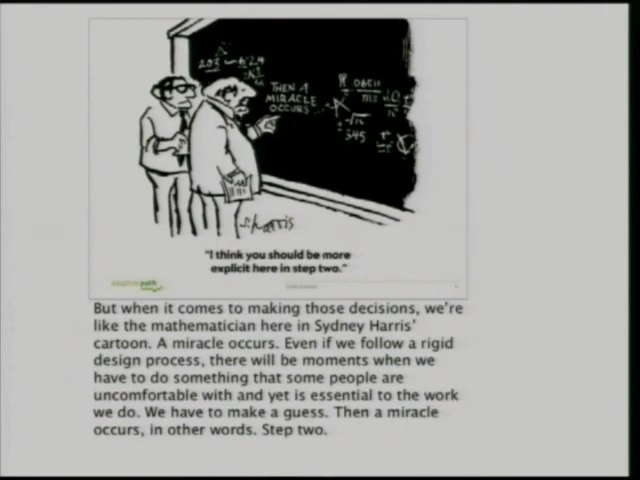 THEN A
MIRACLE
OCCURS
345
S. Harris
"I think you should be more
explicit here in step two."
adaptive path
But when it comes to making those decisions, we're
like the mathematician here in Sydney Harris'
cartoon. A miracle occurs. Even if we follow a rigid
design process, there will be moments when we
have to do something that some people are
uncomfortable with and yet is essential to the work
we do. We have to make a guess. Then a miracle
occurs, in other words. Step two.